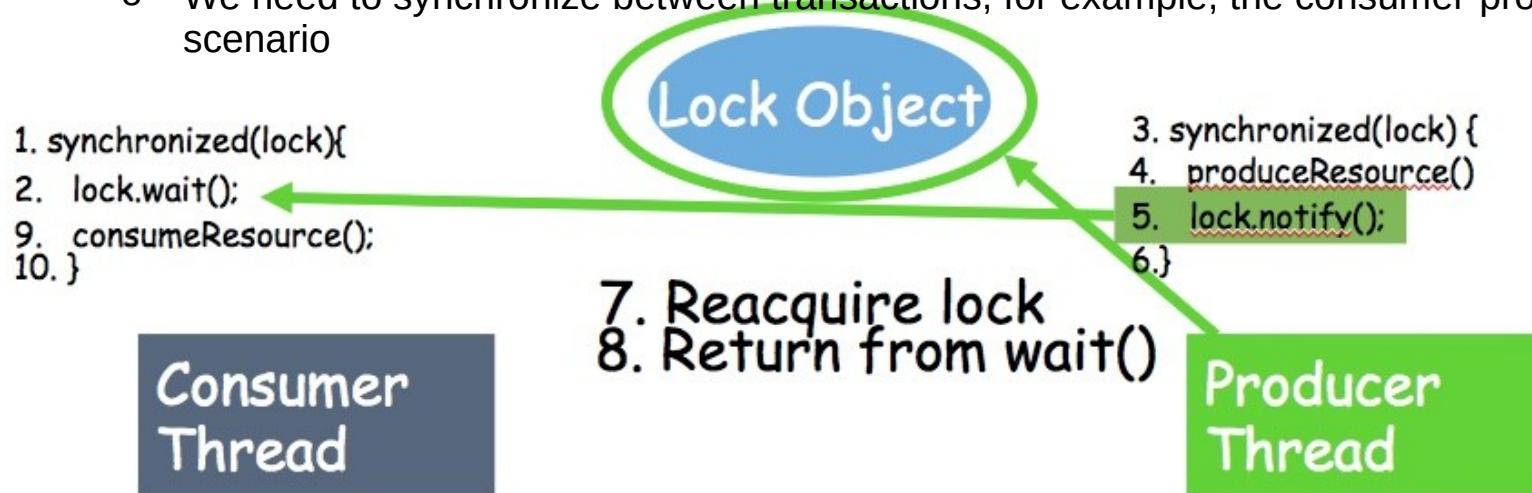 We need to synchronize between transactions, for example, the consumer-pro
scenario
Lock Object
1. synchronized(lock){
2. lock.wait();
9. consumeResource();
10. }
3. synchronized(lock) {
4. produceResource()
5. lock.notify();
6.}
7. Reacquire lock
8. Return from wait()
Consumer
Thread
Producer
Thread